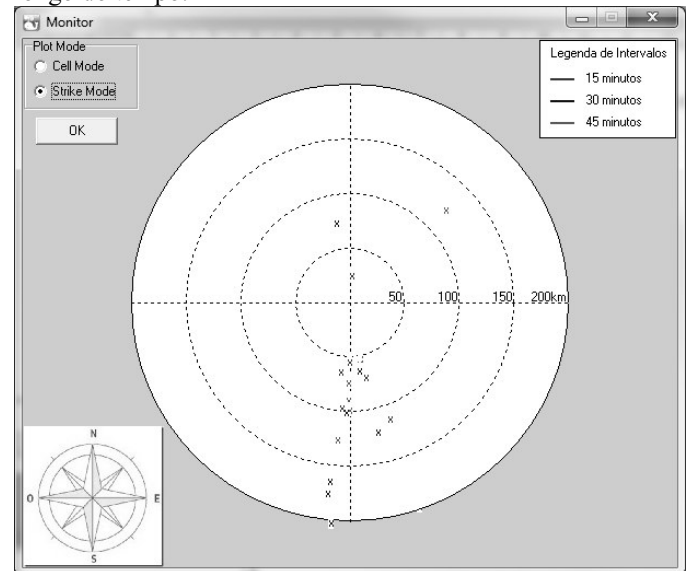 Monitor
Plot Mode
Cell Mode
Strike Mode
OK
Legenda de Intervalos
15 minutos
30 minutos
45 minutos
50
100
150
200km
N
O
E
S